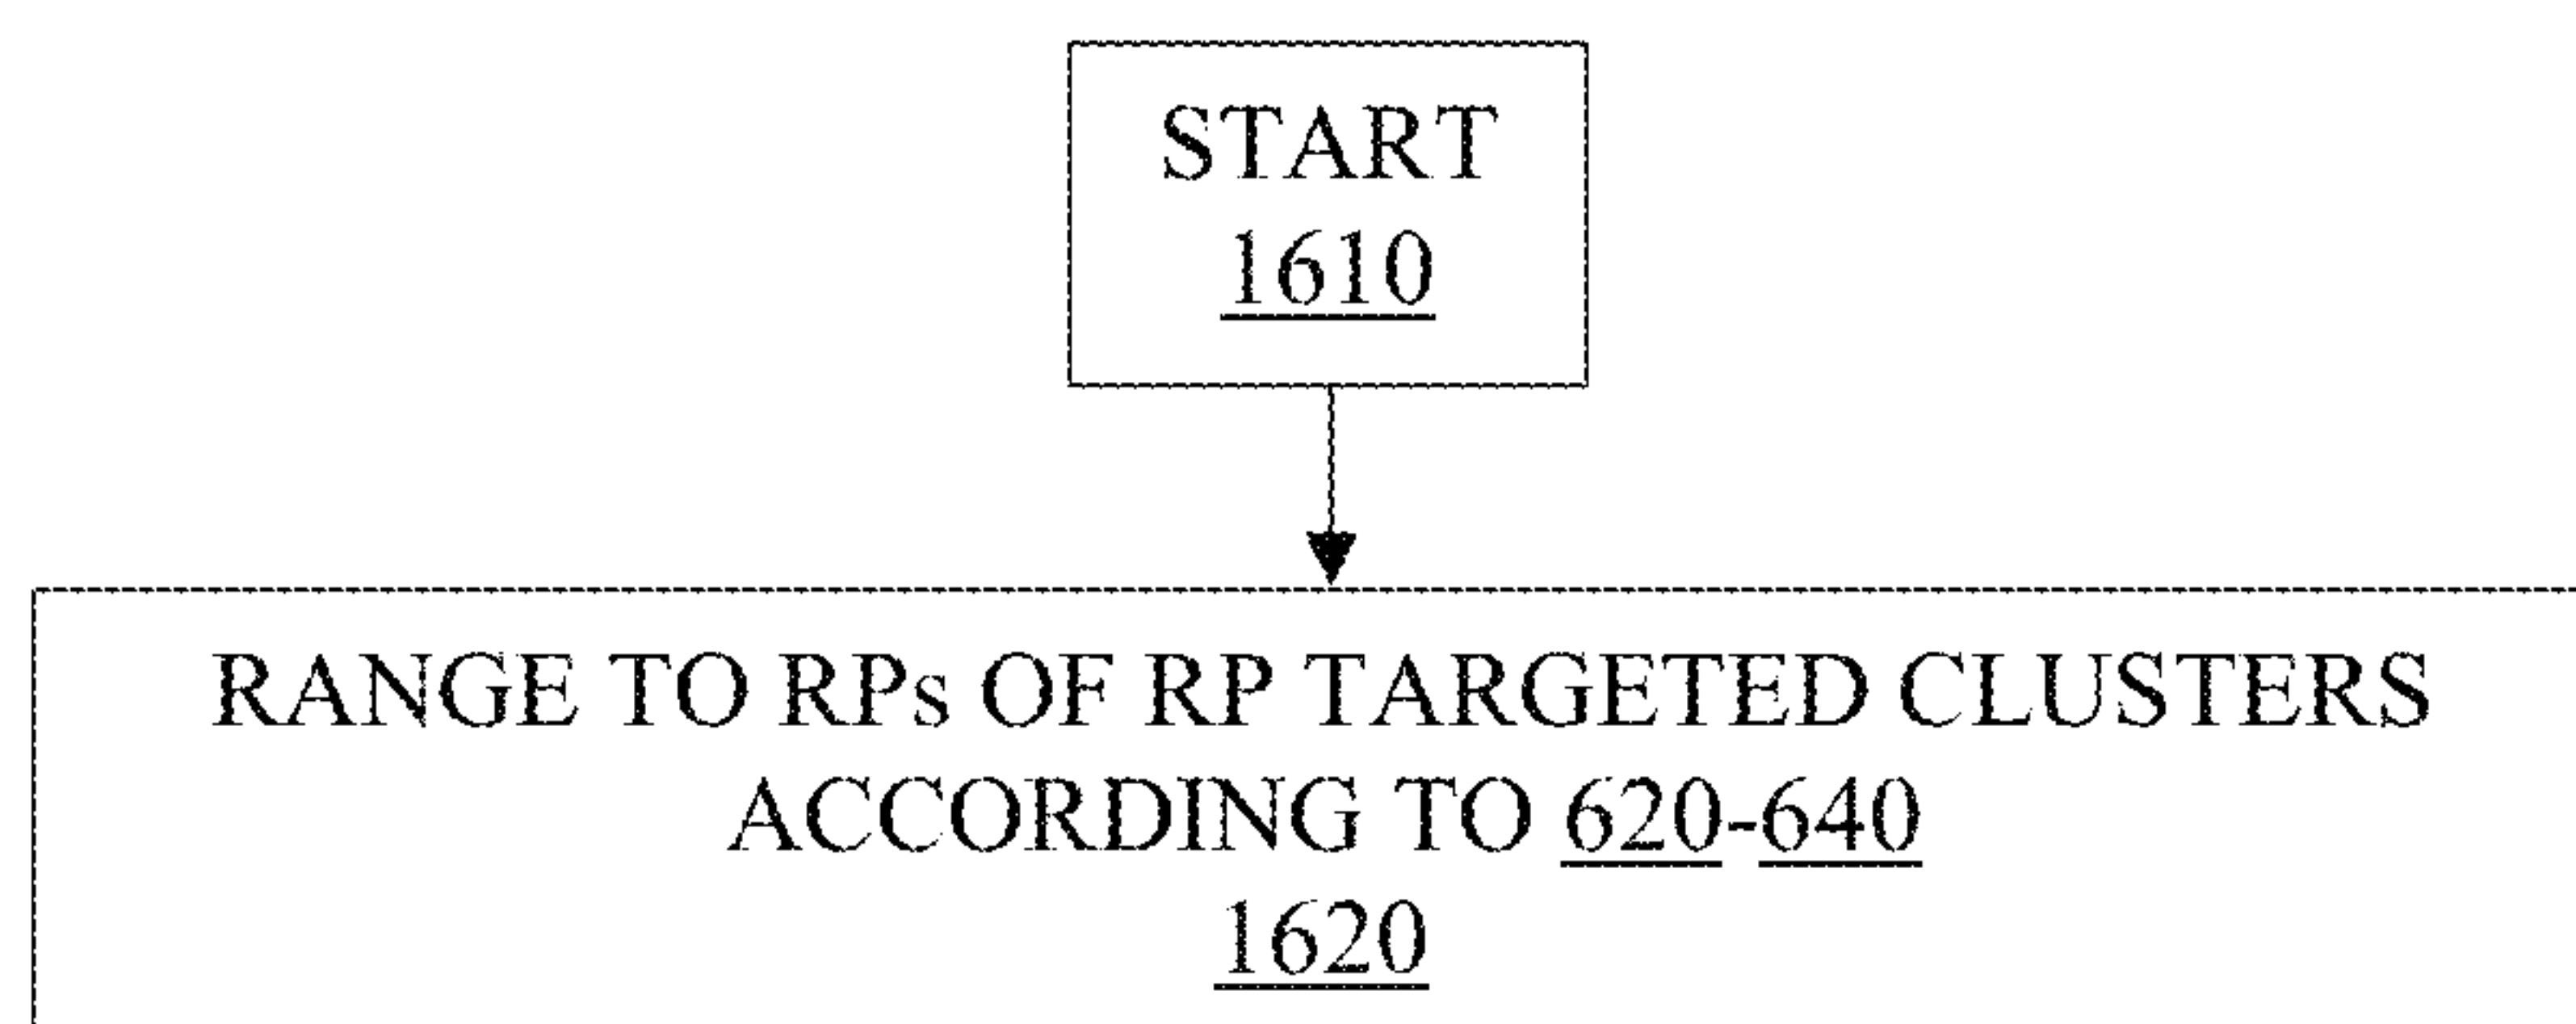 START
1610
RANGE TO RPs OF RP TARGETED CLUSTERS
ACCORDING TO 620-640
1620